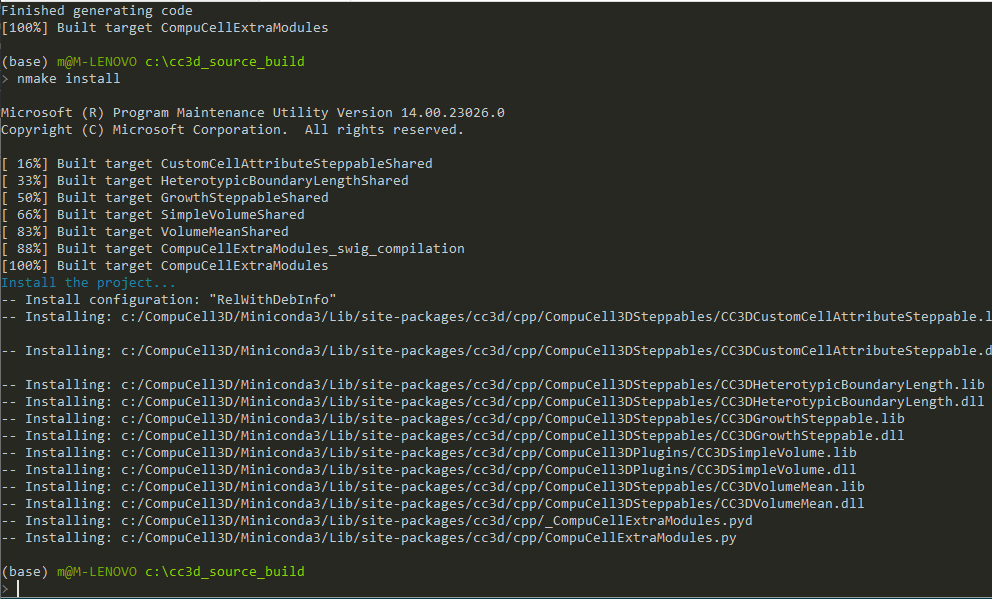 Finished generating code
[100%] Built target CompuCellExtraModules
(base) m@M-LENOVO c:\cc3d_source_build
> nmake install
Microsoft (R) Program Maintenance Utility Version 14.00.23026.0
Copyright (C) Microsoft Corporation.  All rights reserved.
[ 16%] Built target CustomCellAttributeSteppableShared
[ 33%] Built target HeterotypicBoundaryLengthShared
[ 50%] Built target GrowthSteppableShared
[ 66%] Built target SimpleVolumeShared
[ 83%] Built target VolumeMeanShared
[ 88%] Built target CompuCellExtraModules_swig_compilation
[100%] Built target CompuCellExtraModules
Install the project...
-- Install configuration: "RelWithDebInfo"
-- Installing: c:/CompuCell3D/Miniconda3/Lib/site-packages/cc3d/cpp/CompuCell3DSteppables/CC3DCustomCellAttributeSteppable.l
-- Installing: c:/CompuCell3D/Miniconda3/Lib/site-packages/cc3d/cpp/CompuCell3DSteppables/CC3DCustomCellAttributeSteppable.d
-- Installing: c:/CompuCell3D/Miniconda3/Lib/site-packages/cc3d/cpp/CompuCell3DSteppables/CC3DHeterotypicBoundaryLength.lib
-- Installing: c:/CompuCell3D/Miniconda3/Lib/site-packages/cc3d/cpp/CompuCell3DSteppables/CC3DHeterotypicBoundaryLength.dll
-- Installing: c:/CompuCell3D/Miniconda3/Lib/site-packages/cc3d/cpp/CompuCell3DSteppables/CC3DGrowthSteppable.lib
-- Installing: c:/CompuCell3D/Miniconda3/Lib/site-packages/cc3d/cpp/CompuCell3DSteppables/CC3DGrowthSteppable.dll
-- Installing: c:/CompuCell3D/Miniconda3/Lib/site-packages/cc3d/cpp/CompuCell3DPlugins/CC3DSimpleVolume.lib
-- Installing: c:/CompuCell3D/Miniconda3/Lib/site-packages/cc3d/cpp/CompuCell3DPlugins/CC3DSimpleVolume.dll
-- Installing: c:/CompuCell3D/Miniconda3/Lib/site-packages/cc3d/cpp/CompuCell3DSteppables/CC3DVolumeMean.lib
-- Installing: c:/CompuCell3D/Miniconda3/Lib/site-packages/cc3d/cpp/CompuCell3DSteppables/CC3DVolumeMean.dll
-- Installing: c:/CompuCell3D/Miniconda3/Lib/site-packages/cc3d/cpp/_CompuCellExtraModules.pyd
-- Installing: c:/CompuCell3D/Miniconda3/Lib/site-packages/cc3d/cpp/CompuCellExtraModules.py
(base) m@M-LENOVO c:\cc3d_source_build
>